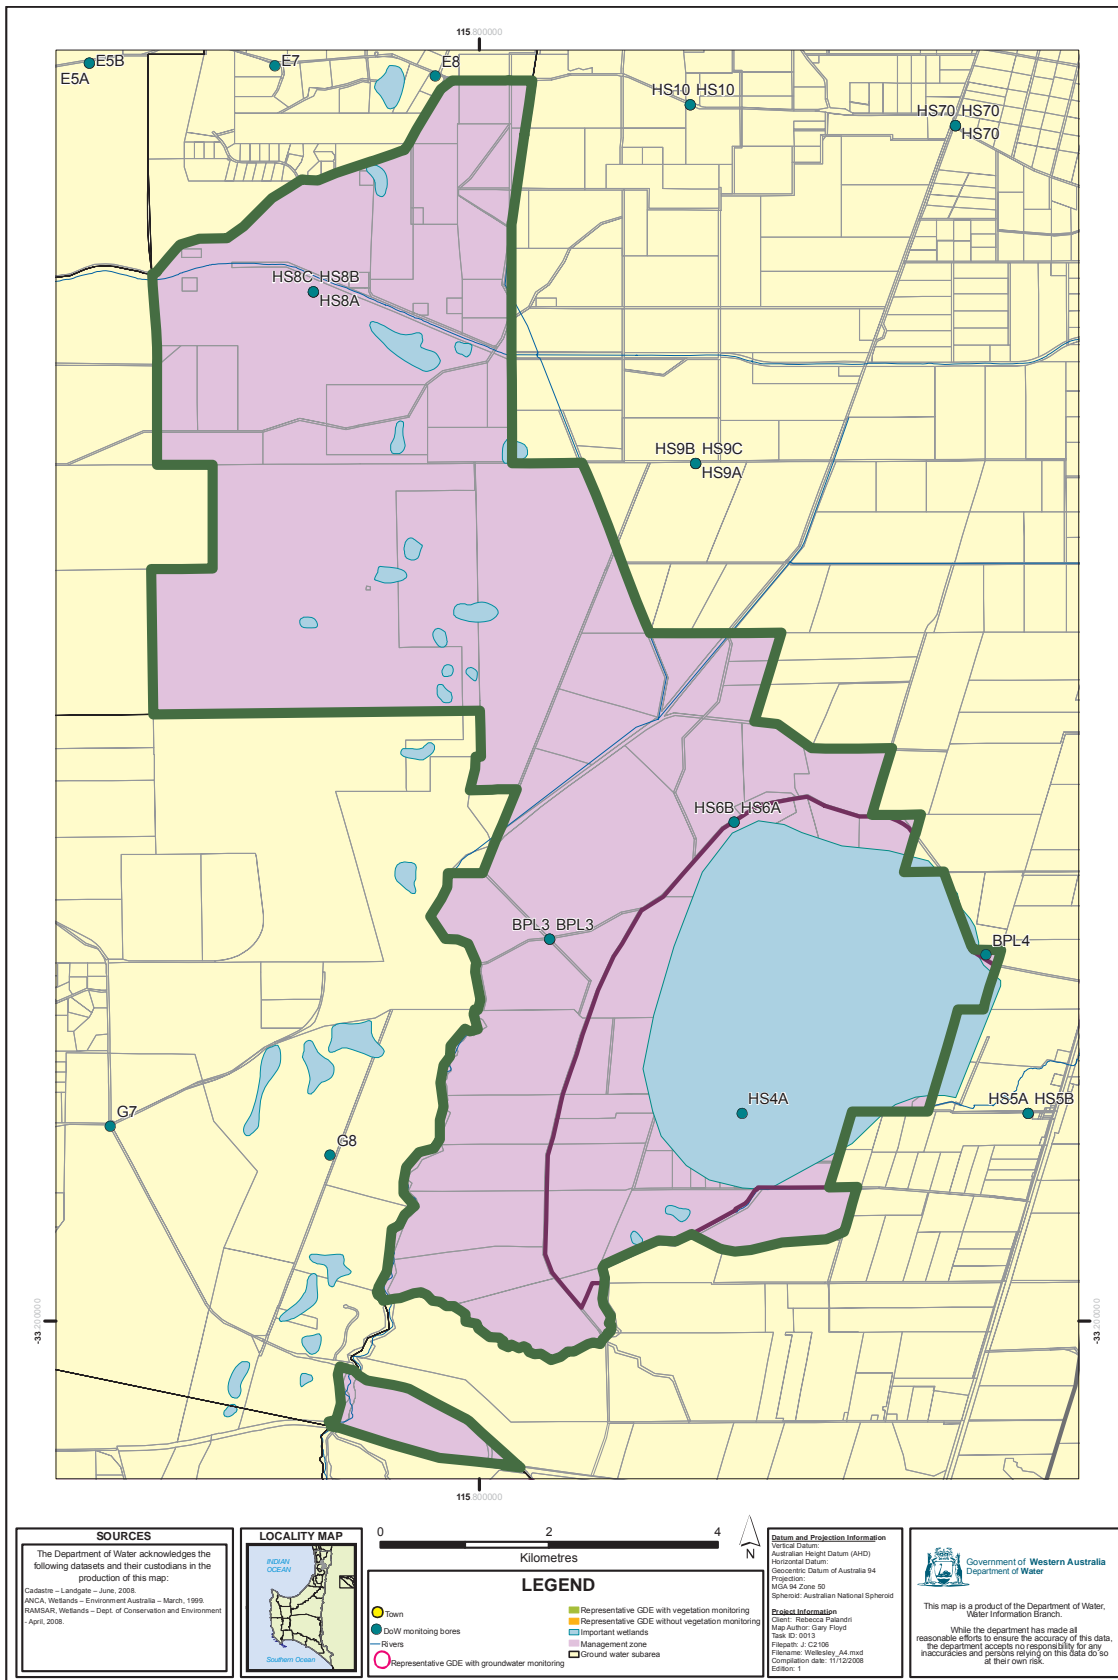 115.800000
E5B
E5A
E7
E8
HS10 HS10
HS70 HS70
HS70
HS8C HS8B
HS8A
HS9B HS9C
HS9A
HS6B HS6A
BPL3 BPL3
BPL4
HS4A
HS5A HS5B
G7
G8
-33.200000
-33.200000
115.800000
SOURCES
The Department of Water acknowledges the
following datasets and their custodians in the
production of this map:
Cadastre – Landgate – June, 2008.
ANCA, Wetlands – Environment Australia – March, 1999.
RAMSAR, Wetlands – Dept. of Conservation and Environment
- April, 2008.
LOCALITY MAP
INDIAN
OCEAN
Southern Ocean
0 2 4
Kilometres
N
LEGEND
Town
DoW monitoing bores
Rivers
Representative GDE with groundwater monitoring
Representative GDE with vegetation monitoring
Representative GDE without vegetation monitoring
Important wetlands
Management zone
Ground water subarea
Datum and Projection Information
Vertical Datum:
Australian Height Datum (AHD)
Horizontal Datum:
Geocentric Datum of Australia 94
Projection:
MGA 94 Zone 50
Spheroid: Australian National Spheroid
Project Information
Client: Rebecca Palandri
Map Author: Gary Floyd
Task ID: 0013
Filepath: J: C2106
Filename: Wellesley_A4.mxd
Compilation date: 11/12/2008
Edition: 1
Government of Western Australia
Department of Water
This map is a product of the Department of Water,
Water Information Branch.
While the department has made all
reasonable efforts to ensure the accuracy of this data,
the department accepts no responsibility for any
inaccuracies and persons relying on this data do so
at their own risk.